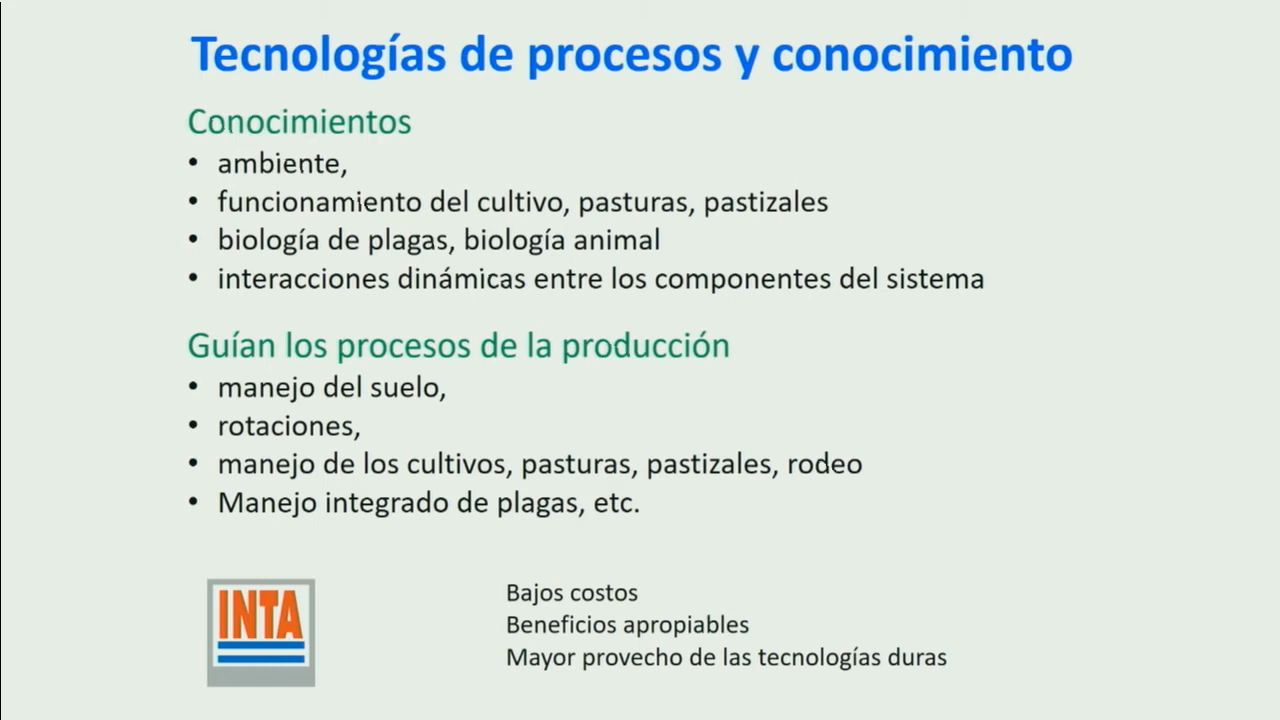 Tecnologías de procesos y conocimiento
Conocimientos
• ambiente,
• funcionamiento del cultivo, pasturas, pastizales
• biología de plagas, biología animal
• interacciones dinámicas entre los componentes del sistema
Guían los procesos de la producción
• manejo del suelo,
• rotaciones,
• manejo de los cultivos, pasturas, pastizales, rodeo
• Manejo integrado de plagas, etc.
INTA
Bajos costos
Beneficios apropiables
Mayor provecho de las tecnologías duras